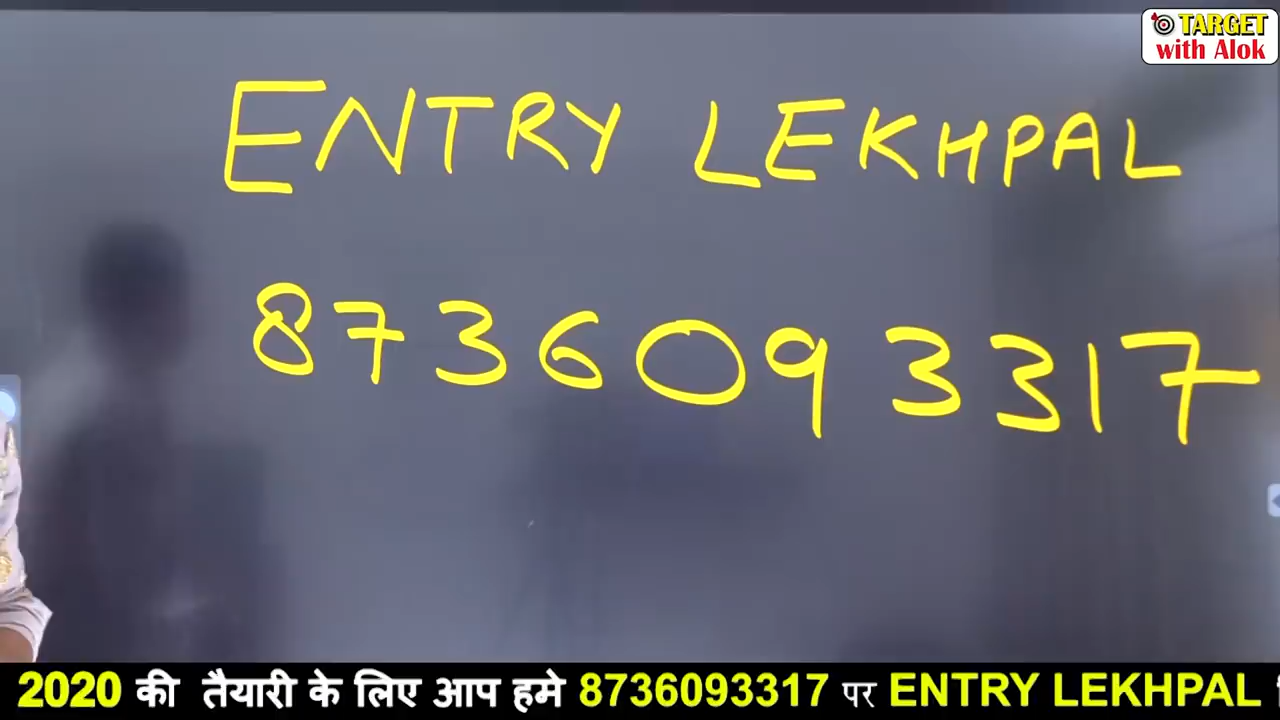 TARGET
with Alok
ENTRY LEKHPAL
8736093317
2020 की तैयारी के लिए आप हमे 8736093317 पर ENTRY LEKHPAL